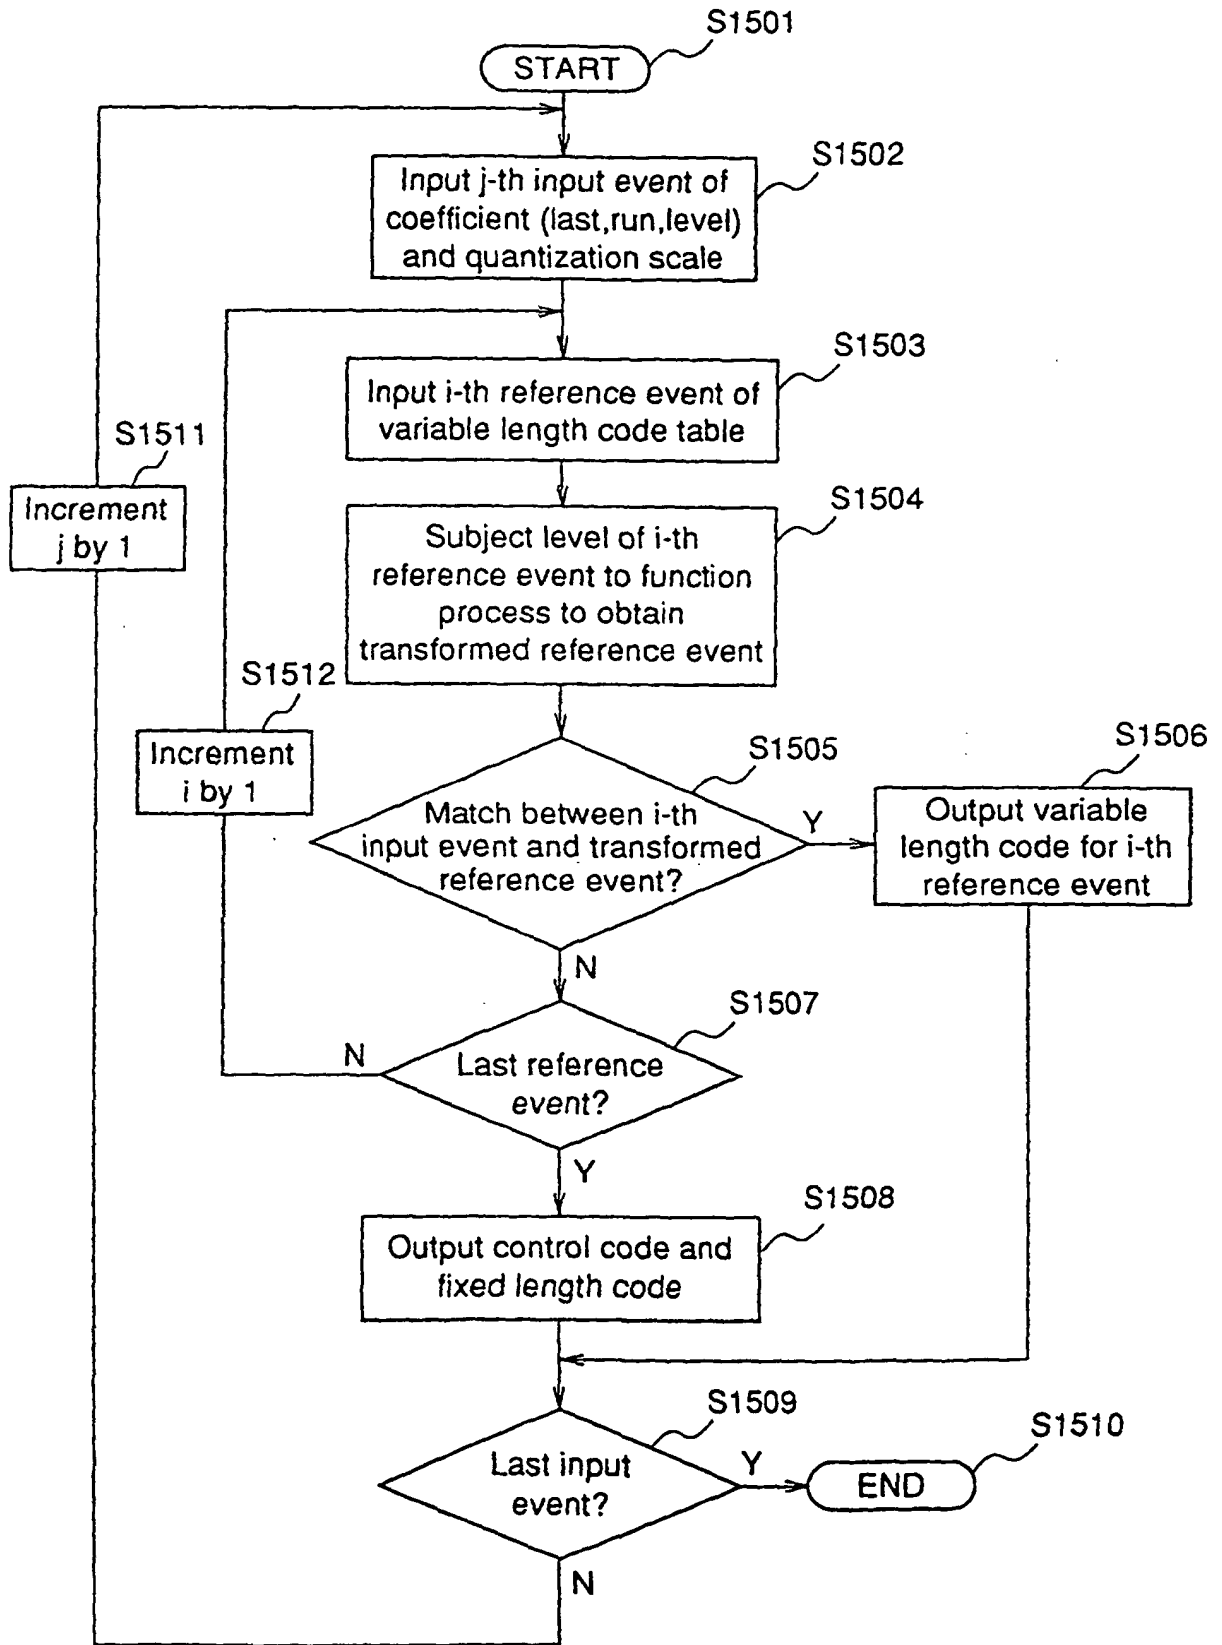 S1501
START
S1502
Input j-th input event of
coefficient (last,run,level)
and quantization scale
S1503
Input i-th reference event of
variable length code table
S1511
Increment
j by 1
S1504
Subject level of i-th
reference event to function
process to obtain
transformed reference event
S1512
Increment
i by 1
S1505
Match between i-th
input event and transformed
reference event?
Y
S1506
Output variable
length code for i-th
reference event
N
S1507
Last reference
event?
N
Y
S1508
Output control code and
fixed length code
S1509
Last input
event?
Y
S1510
END
N